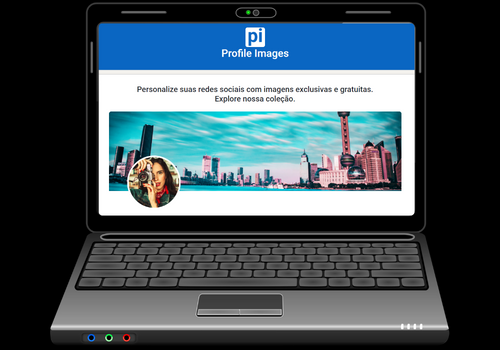 pi
Profile Images
Personalize suas redes sociais com imagens exclusivas e gratuitas.
Explore nossa coleção.